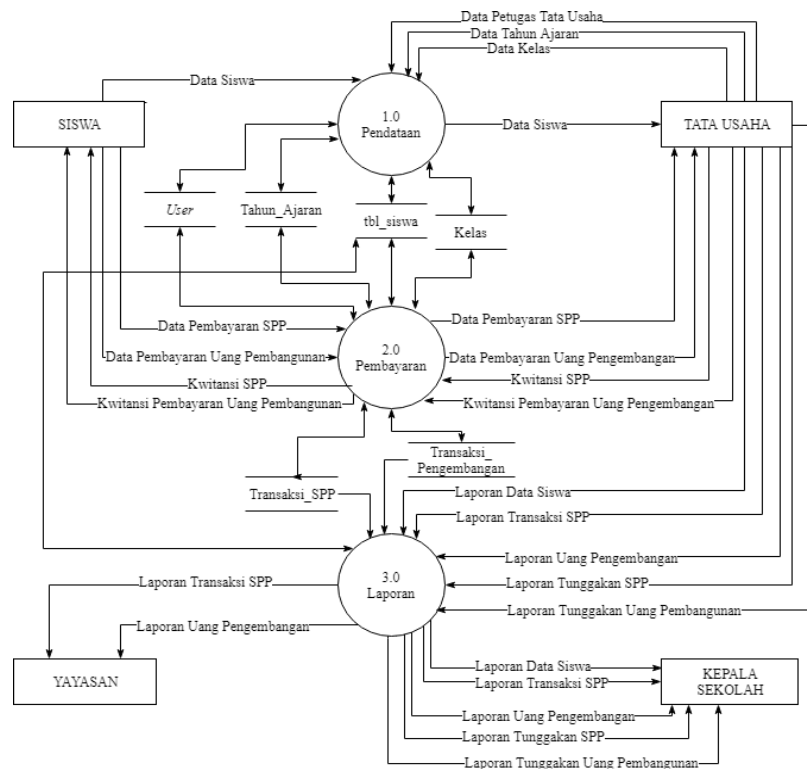 Data Petugas Tata Usaha
Data Tahun Ajaran
Data Kelas
Data Siswa
SISWA
1.0
Pendataan
Data Siswa
TATA USAHA
User
Tahun_Ajaran
tbl_siswa
Kelas
Data Pembayaran SPP
Data Pembayaran SPP
2.0
Pembayaran
Data Pembayaran Uang Pembangunan
Data Pembayaran Uang Pengembangan
Kwitansi SPP
Kwitansi SPP
Kwitansi Pembayaran Uang Pembangunan
Kwitansi Pembayaran Uang Pengembangan
Transaksi_
Pengembangan
Transaksi_SPP
Laporan Data Siswa
Laporan Transaksi SPP
Laporan Uang Pengembangan
3.0
Laporan
Laporan Transaksi SPP
Laporan Tunggakan SPP
Laporan Tunggakan Uang Pembangunan
Laporan Uang Pengembangan
YAYASAN
Laporan Data Siswa
Laporan Transaksi SPP
KEPALA
SEKOLAH
Laporan Uang Pengembangan
Laporan Tunggakan SPP
Laporan Tunggakan Uang Pembangunan